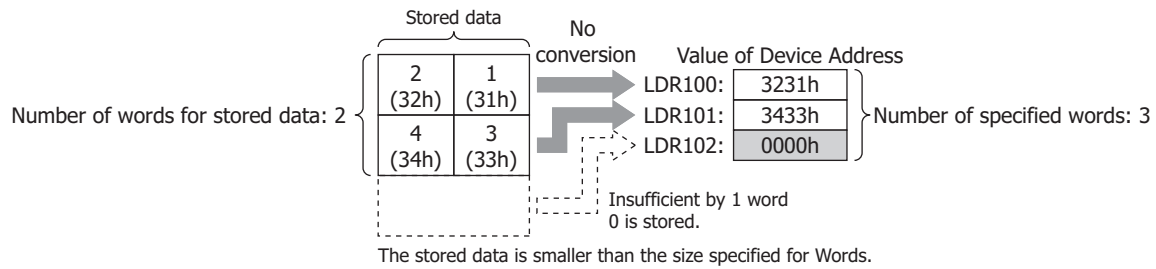 Stored data
No
conversion
Value of Device Address
Number of words for stored data: 2
2
(32h)
1
(31h)
4
(34h)
3
(33h)
LDR100: 3231h
LDR101: 3433h
LDR102: 0000h
Number of specified words: 3
Insufficient by 1 word
0 is stored.
The stored data is smaller than the size specified for Words.